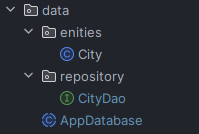 data
enities
City
repository
CityDao
AppDatabase